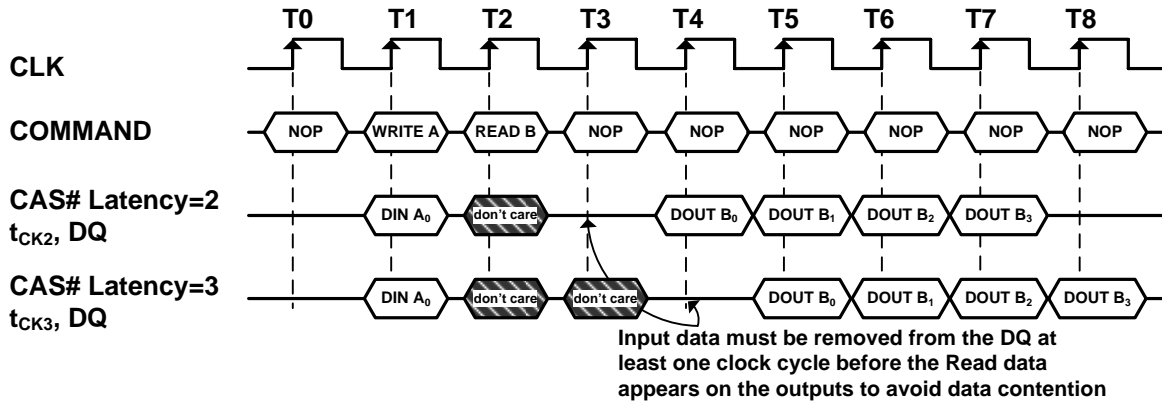 T0 T1 T2 T3 T4 T5 T6 T7 T8
CLK
COMMAND NOP WRITE A READ B NOP NOP NOP NOP NOP NOP
CAS# Latency=2
tCK2, DQ DIN A0 don't care DOUT B0 DOUT B1 DOUT B2 DOUT B3
CAS# Latency=3
tCK3, DQ DIN A0 don't care don't care DOUT B0 DOUT B1 DOUT B2 DOUT B3
Input data must be removed from the DQ at
least one clock cycle before the Read data
appears on the outputs to avoid data contention